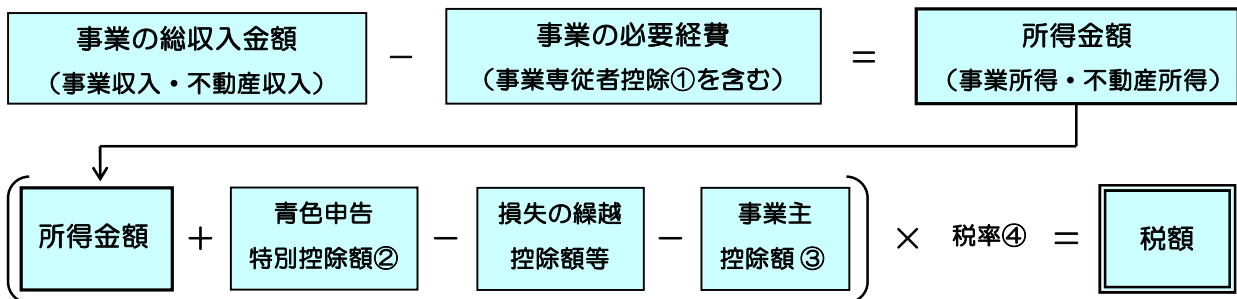 事業の総収入金額
（事業収入・不動産収入）
－
事業の必要経費
（事業専従者控除①を含む）
＝
所得金額
（事業所得・不動産所得）
所得金額
＋
青色申告
特別控除額②
－
損失の繰越
控除額等
－
事業主
控除額③
×
税率④
＝
税額